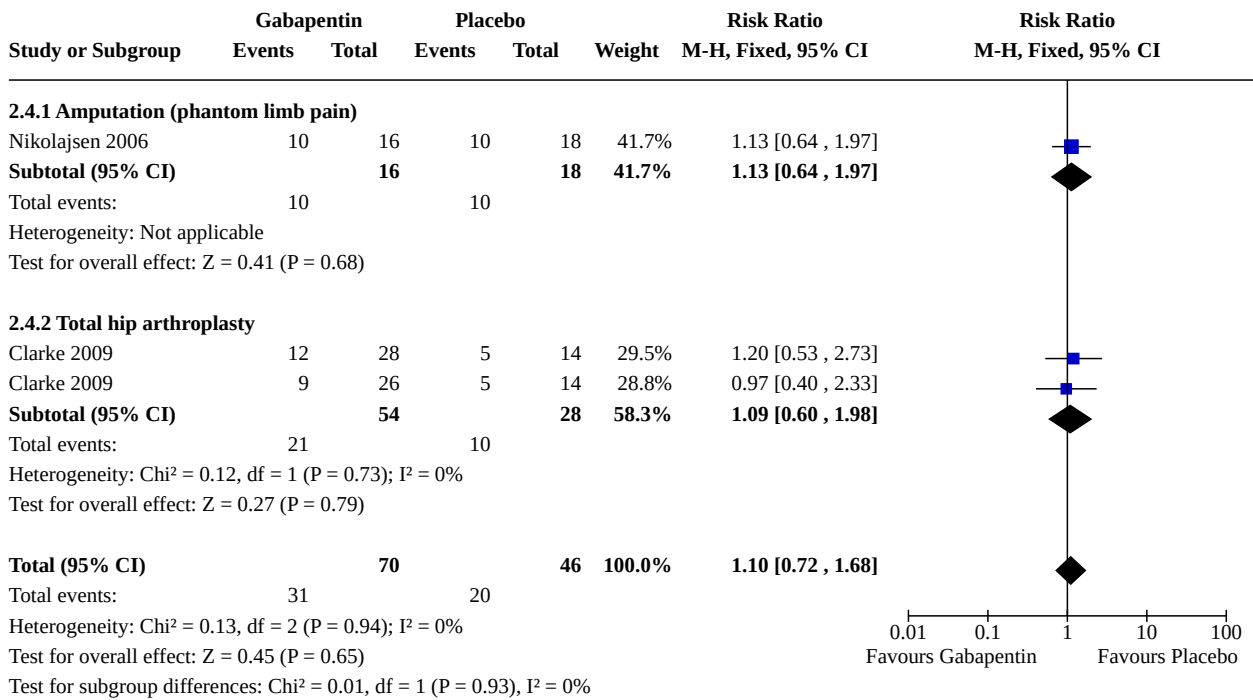 Gabapentin Placebo Risk Ratio Risk Ratio
Study or Subgroup Events Total Events Total Weight M-H, Fixed, 95% CI M-H, Fixed, 95% CI
2.4.1 Amputation (phantom limb pain)
Nikolajsen 2006 10 16 10 18 41.7% 1.13 [0.64 , 1.97]
Subtotal (95% CI) 16 18 41.7% 1.13 [0.64 , 1.97]
Total events: 10 10
Heterogeneity: Not applicable
Test for overall effect: Z = 0.41 (P = 0.68)
2.4.2 Total hip arthroplasty
Clarke 2009 12 28 5 14 29.5% 1.20 [0.53 , 2.73]
Clarke 2009 9 26 5 14 28.8% 0.97 [0.40 , 2.33]
Subtotal (95% CI) 54 28 58.3% 1.09 [0.60 , 1.98]
Total events: 21 10
Heterogeneity: Chi² = 0.12, df = 1 (P = 0.73); I² = 0%
Test for overall effect: Z = 0.27 (P = 0.79)
Total (95% CI) 70 46 100.0% 1.10 [0.72 , 1.68]
Total events: 31 20
Heterogeneity: Chi² = 0.13, df = 2 (P = 0.94); I² = 0%
0.01 0.1 1 10 100
Test for overall effect: Z = 0.45 (P = 0.65)
Favours Gabapentin Favours Placebo
Test for subgroup differences: Chi² = 0.01, df = 1 (P = 0.93), I² = 0%